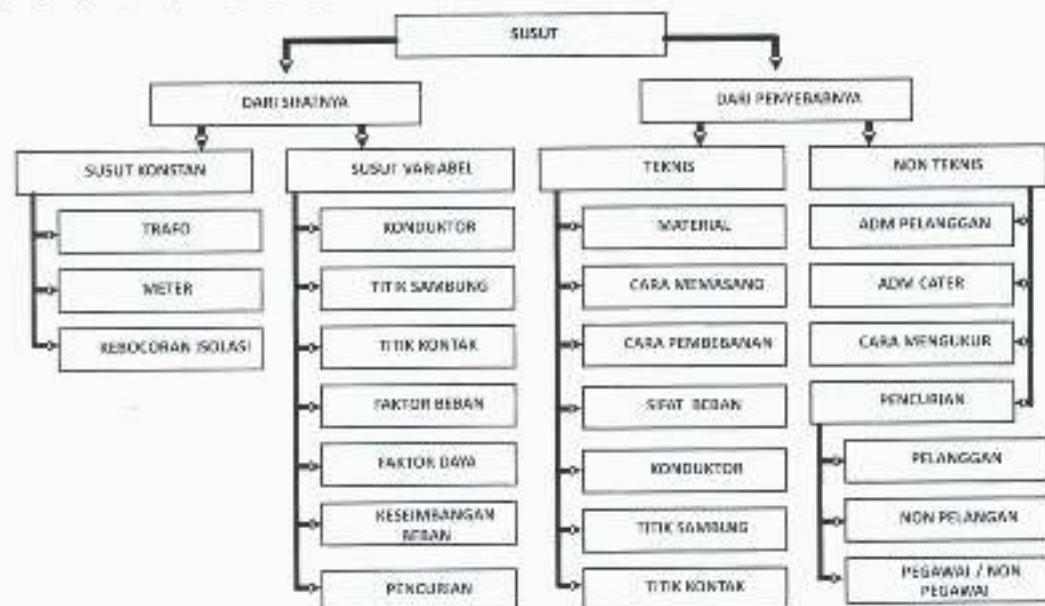 SUSUT
DARI SIFATNYA
DARI PENYEBABNYA
SUSUT KONSTAN
SUSUT VARIABEL
TEKNIS
NON TEKNIS
TRAFO
METER
KEBOCORAN ISOLASI
KONDUKTOR
TITIK SAMBUNG
TITIK KONTAK
FAKTOR BEBAN
FAKTOR DAYA
KESEIMBANGAN
BEBAN
PENCURIAN
MATERIAL
CARA MEMASANG
CARA PEMBEBANAN
SIFAT BEBAN
KONDUKTOR
TITIK SAMBUNG
TITIK KONTAK
ADM PELANGGAN
ADM CATER
CARA MENGUKUR
PENCURIAN
PELANGGAN
NON PELANGAN
PEGAWAI / NON
PEGAWAI